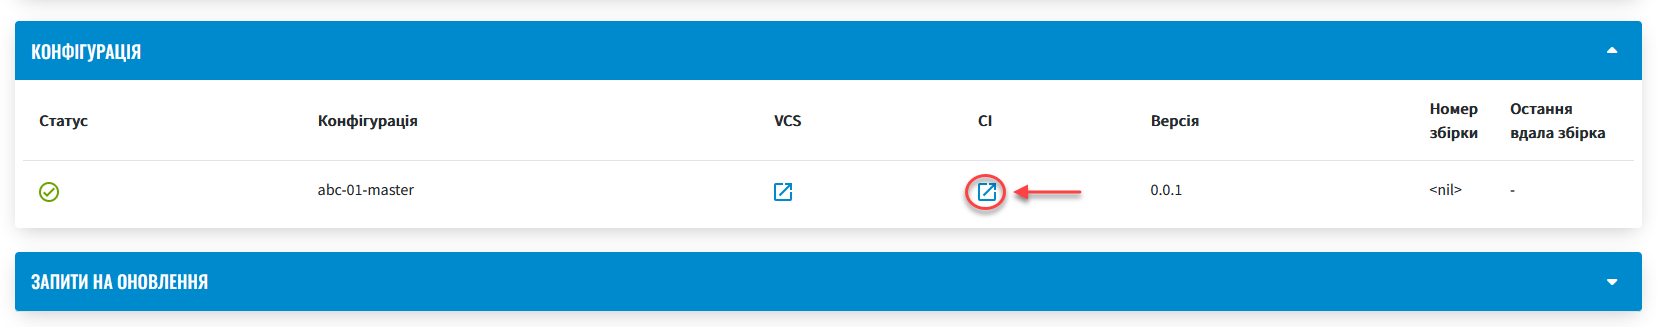 КОНФІГУРАЦІЯ
Статус Конфігурація VCS CI Версія Номер збірки Остання вдала збірка
abc-01-master 0.0.1 <nil> -
ЗАПИТИ НА ОНОВЛЕННЯ